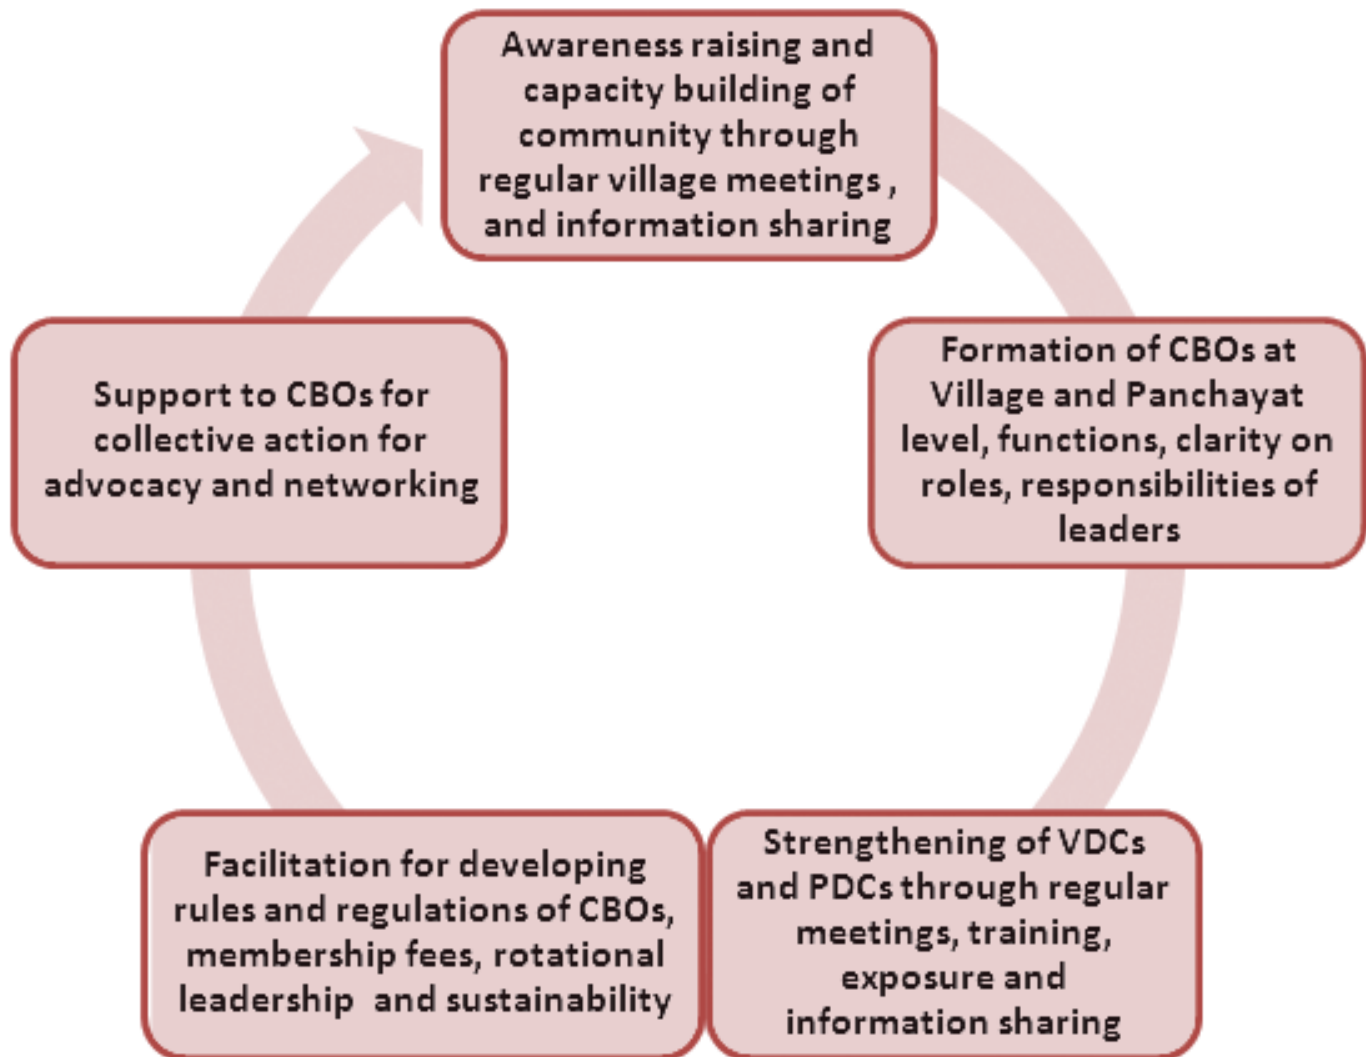 Awareness raising and
capacity building of
community through
regular village meetings ,
and information sharing
Formation of CBOs at
Village and Panchayat
level, functions, clarity on
roles, responsibilities of
leaders
Strengthening of VDCs
and PDCs through regular
meetings, training,
exposure and
information sharing
Facilitation for developing
rules and regulations of CBOs,
membership fees, rotational
leadership and sustainability
Support to CBOs for
collective action for
advocacy and networking